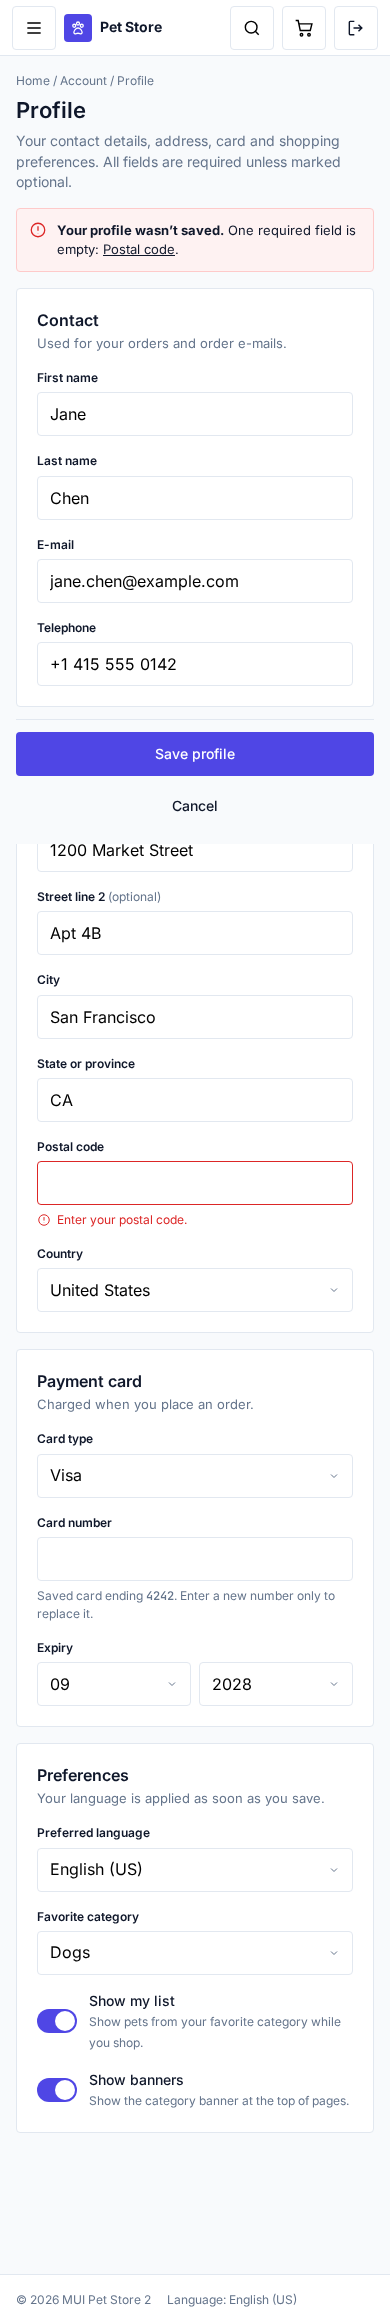 Pet Store
Home / Account / Profile
Profile
Your contact details, address, card and shopping
preferences. All fields are required unless marked
optional.
Your profile wasn’t saved. One required field is
empty: Postal code.
Contact
Used for your orders and order e-mails.
First name
Jane
Last name
Chen
E-mail
jane.chen@example.com
Telephone
+1 415 555 0142
Save profile
Cancel
1200 Market Street
Street line 2 (optional)
Apt 4B
City
San Francisco
State or province
CA
Postal code
Enter your postal code.
Country
United States
Payment card
Charged when you place an order.
Card type
Visa
Card number
Saved card ending 4242. Enter a new number only to
replace it.
Expiry
09 2028
Preferences
Your language is applied as soon as you save.
Preferred language
English (US)
Favorite category
Dogs
Show my list
Show pets from your favorite category while
you shop.
Show banners
Show the category banner at the top of pages.
© 2026 MUI Pet Store 2 Language: English (US)